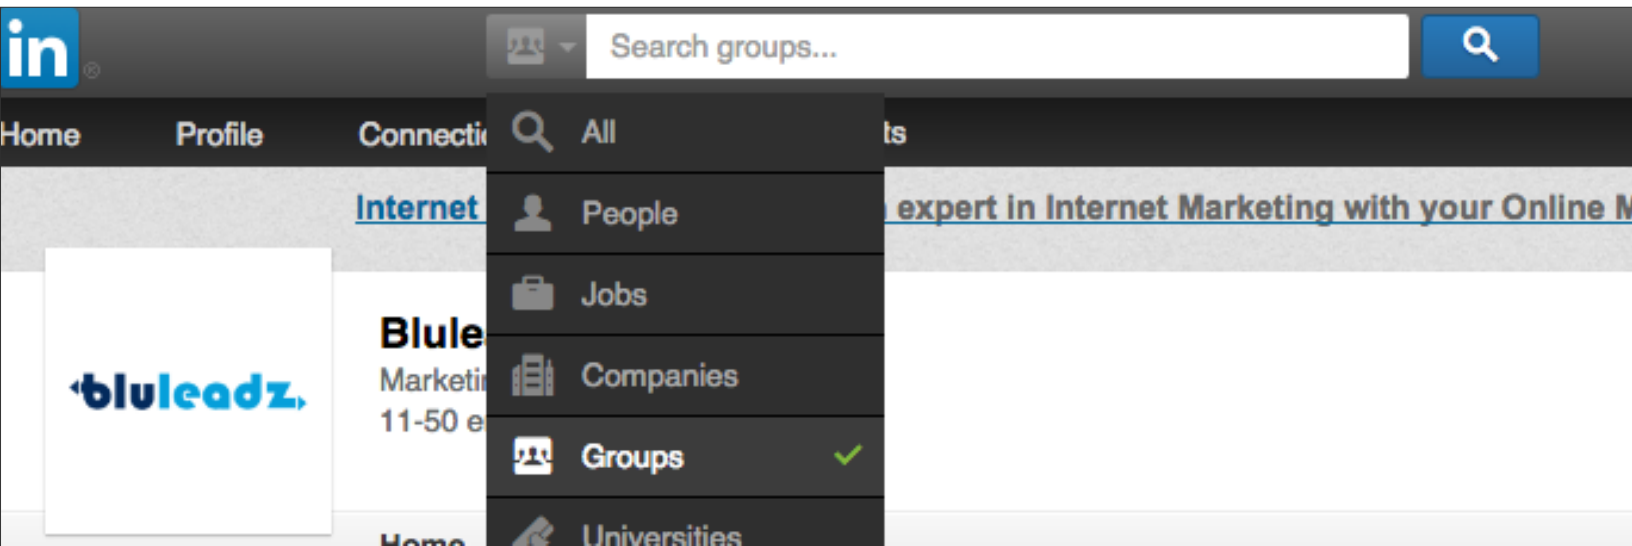 in ®
Search groups...
Home Profile Connecti ts
All
People
Jobs
Companies
Groups
Universities
Internet expert in Internet Marketing with your Online M
bluleadz
Blule
Marketi
11-50 e
Home